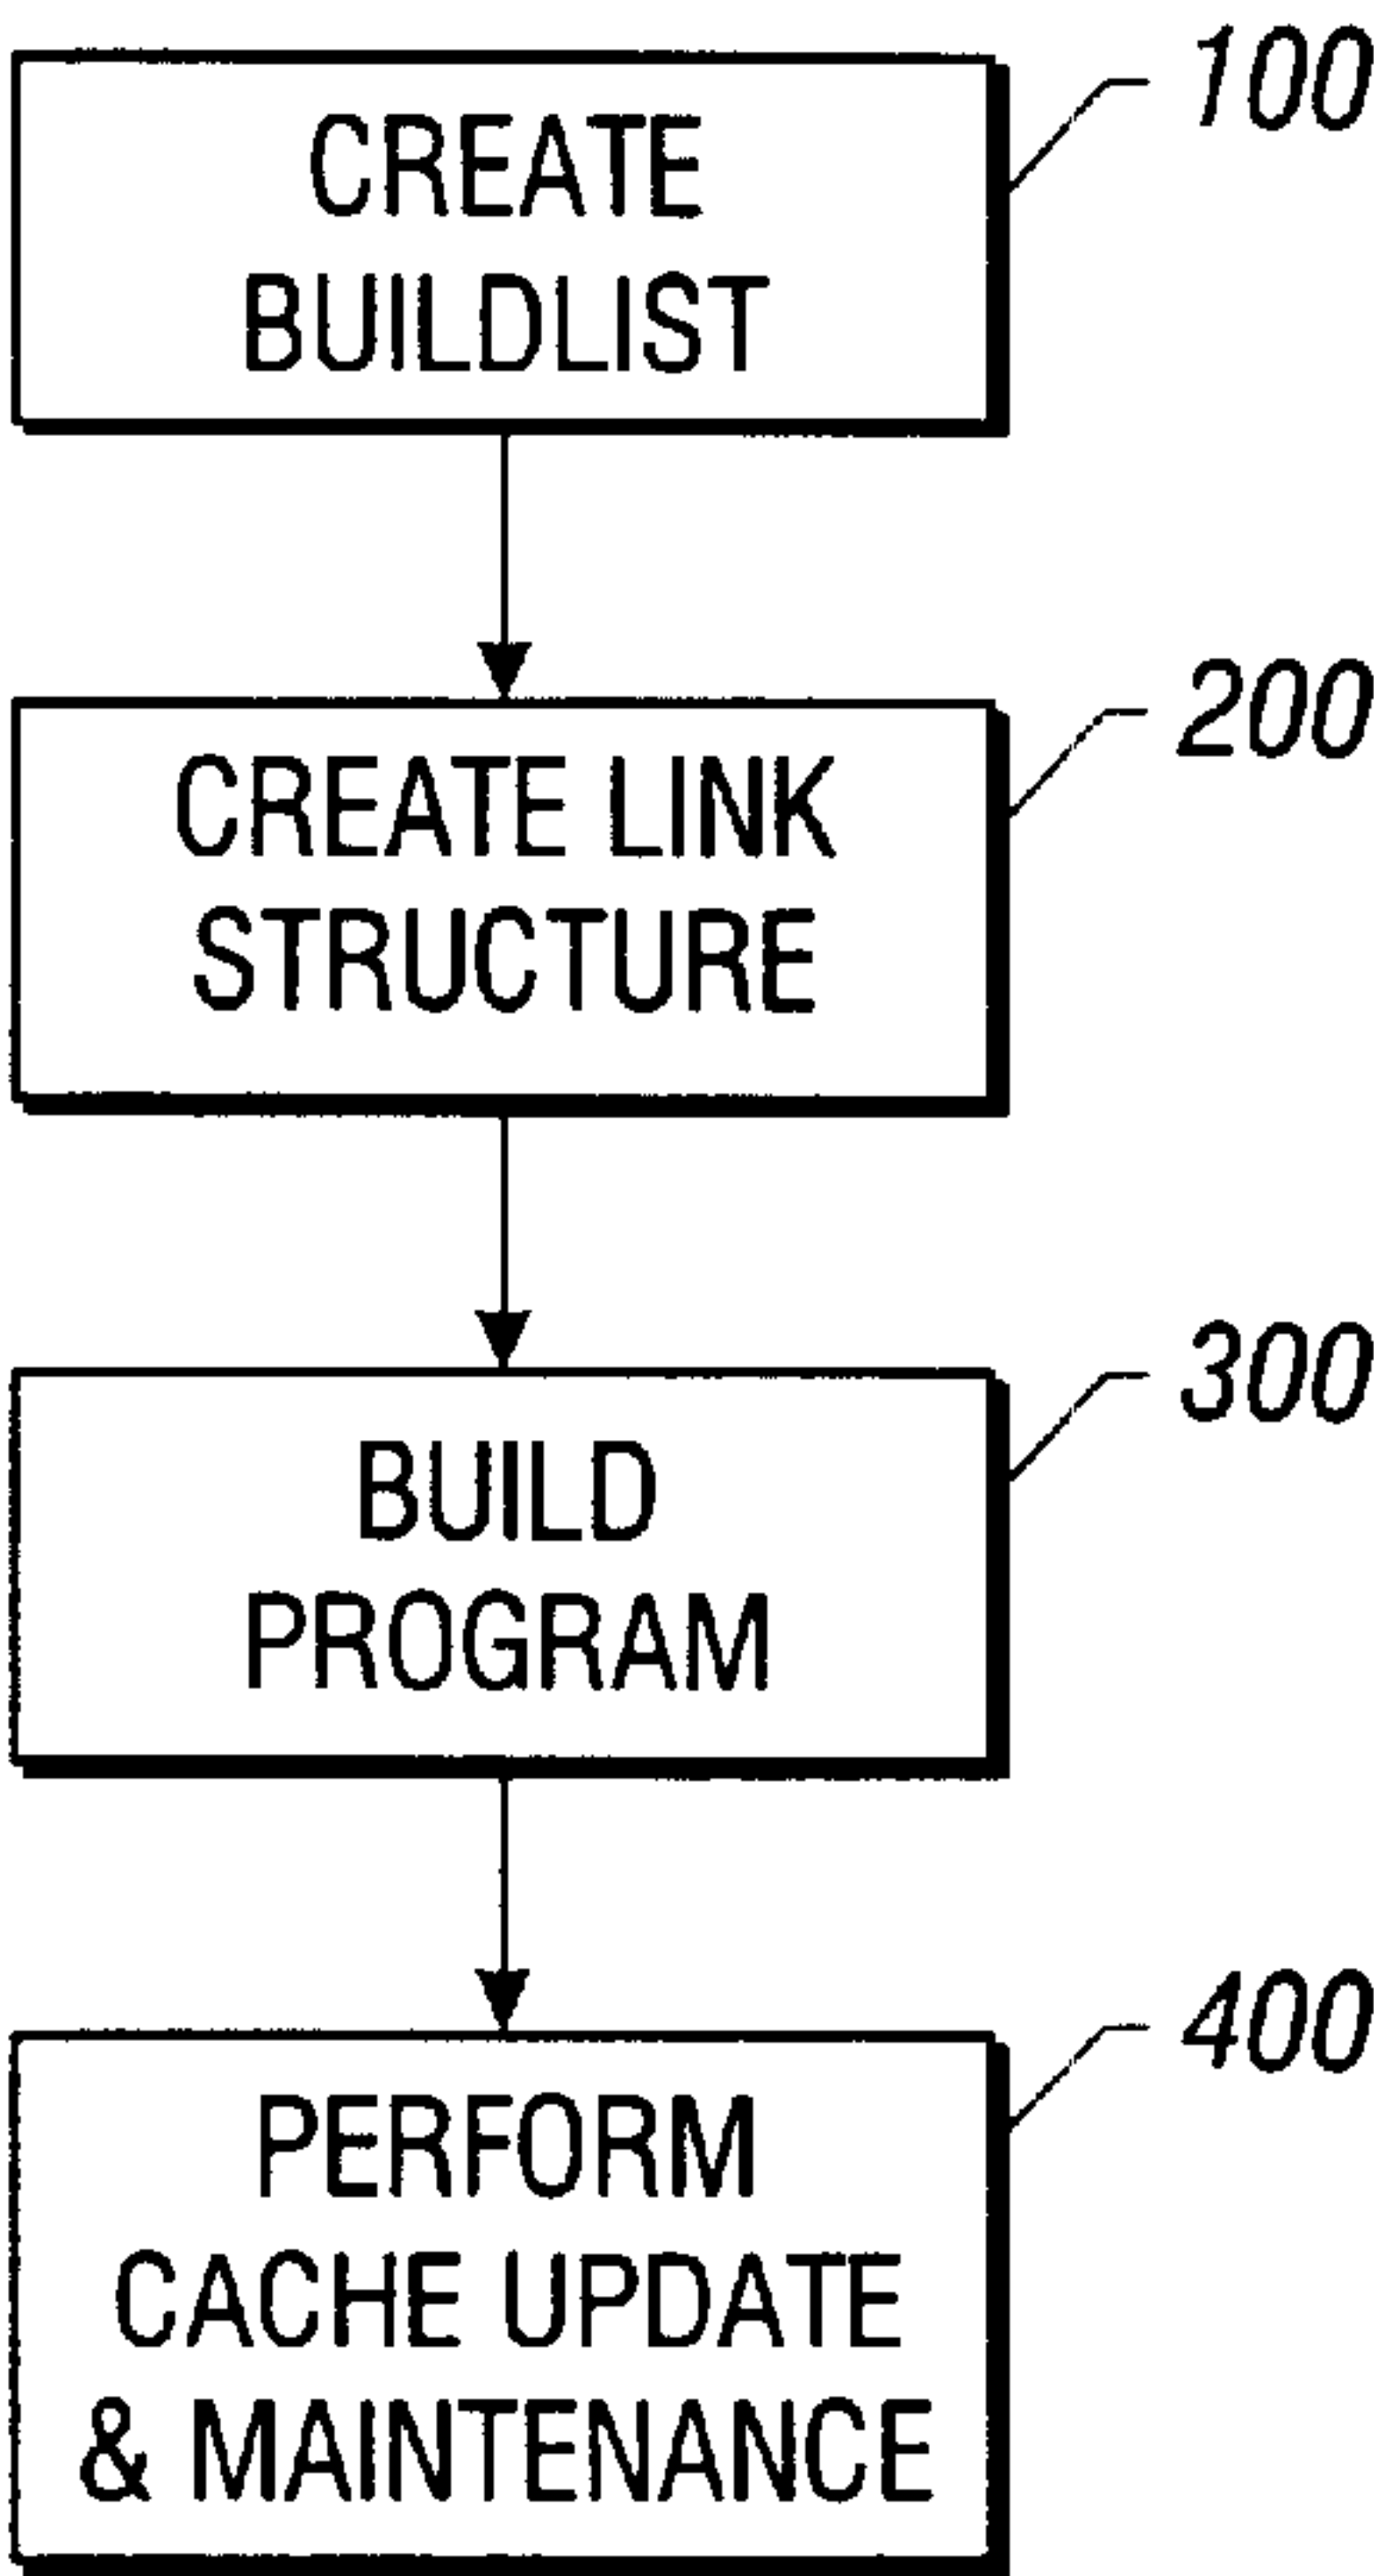 100
CREATE
BUILDLIST
200
CREATE LINK
STRUCTURE
300
BUILD
PROGRAM
400
PERFORM
CACHE UPDATE
& MAINTENANCE